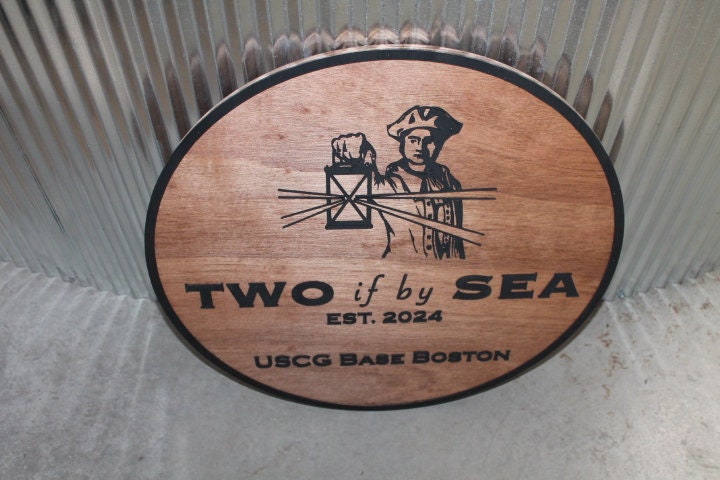 TWO if by SEA
EST. 2024
USCG BASE BOSTON